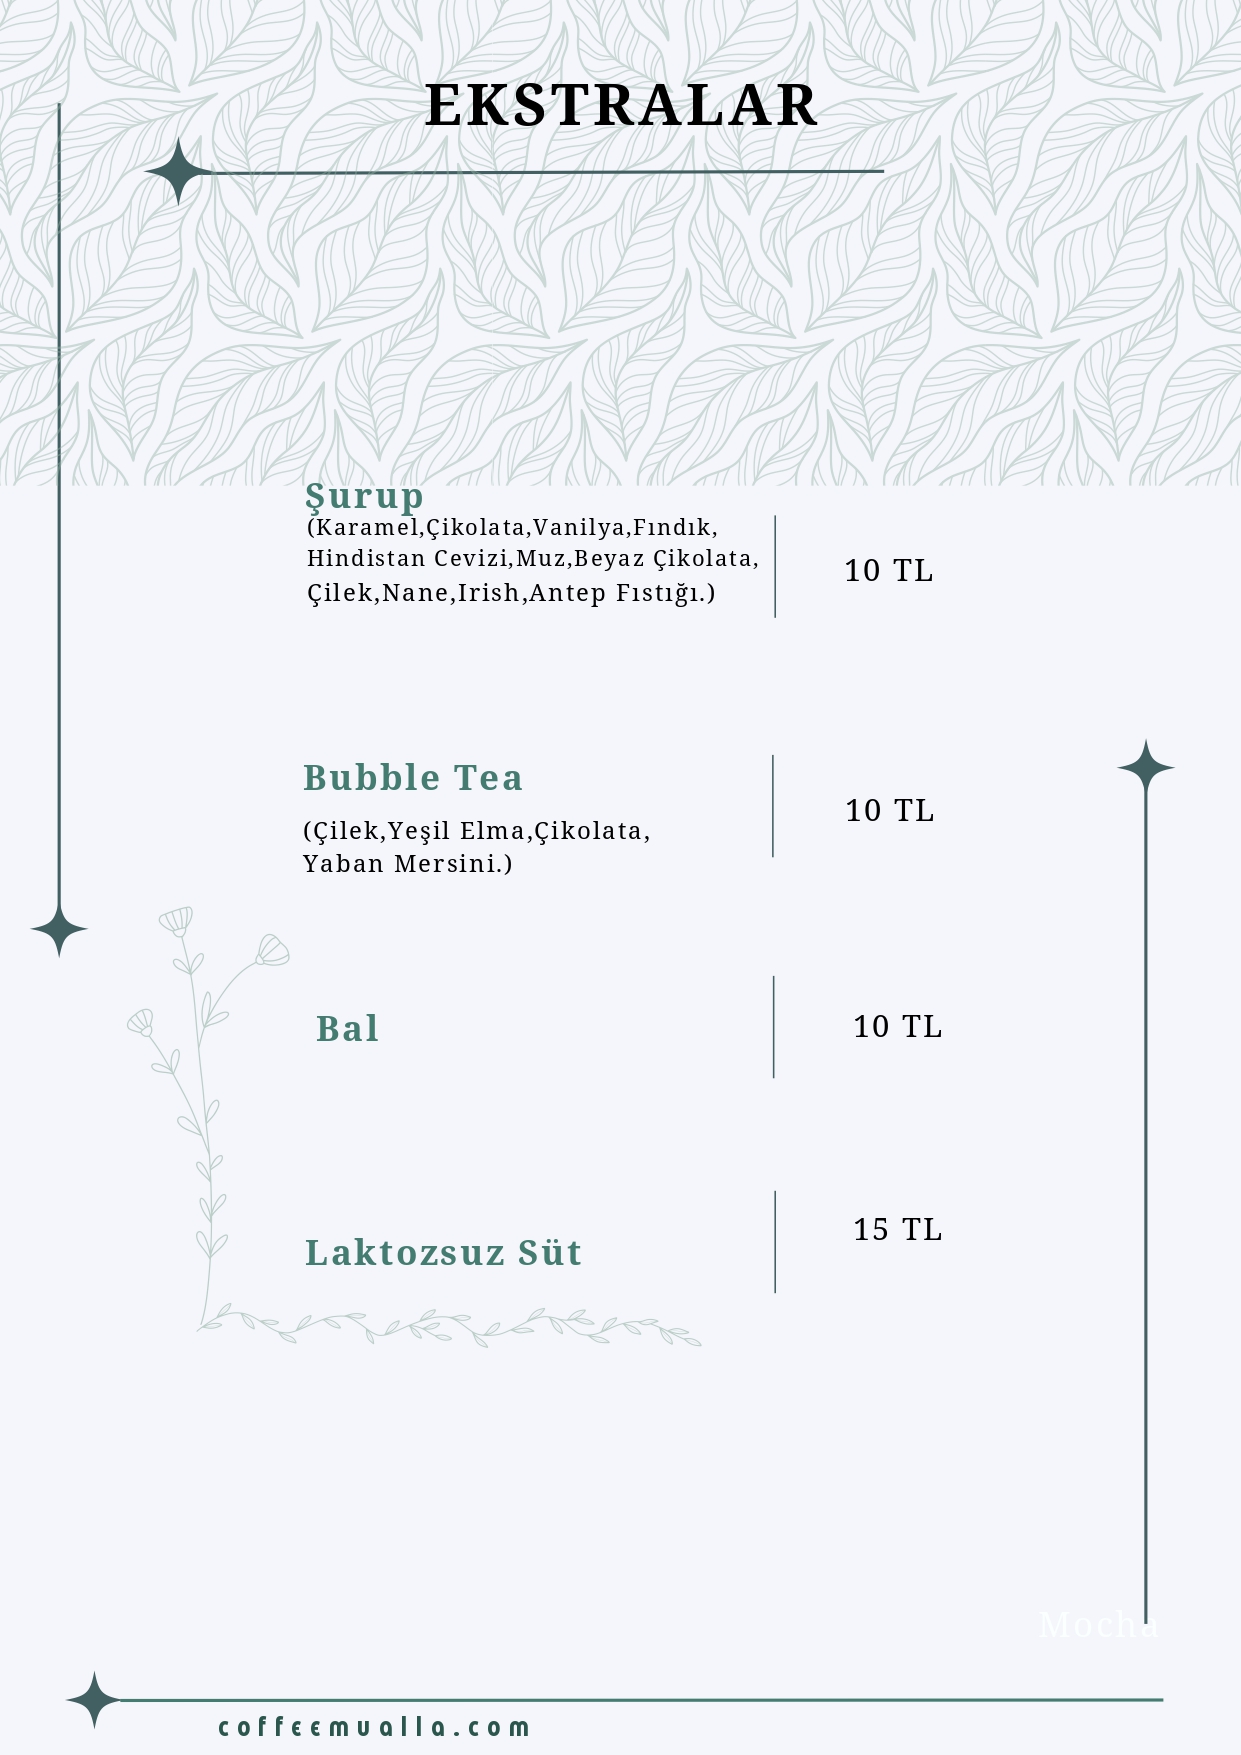 EKSTRALAR
Şurup
(Karamel,Çikolata,Vanilya,Fındık,
Hindistan Cevizi,Muz,Beyaz Çikolata,
Çilek,Nane,Irish,Antep Fıstığı.)
10 TL
Bubble Tea
(Çilek,Yeşil Elma,Çikolata,
Yaban Mersini.)
10 TL
Bal
10 TL
Laktozsuz Süt
15 TL
Mocha
coffeemualla.com